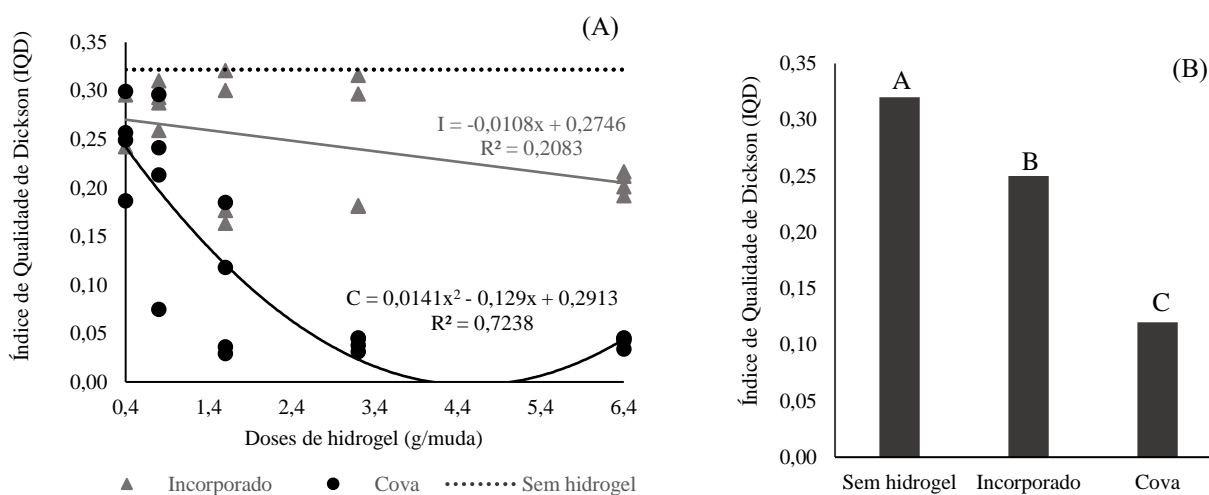 (A)
Índice de Qualidade de Dickson (IQD)
0,35
0,30
0,25
0,20
0,15
0,10
0,05
0,00
I = -0,0108x + 0,2746
R² = 0,2083
C = 0,0141x² - 0,129x + 0,2913
R² = 0,7238
0,4 1,4 2,4 3,4 4,4 5,4 6,4
Doses de hidrogel (g/muda)
Incorporado Cova Sem hidrogel
(B)
Índice de Qualidade de Dickson (IQD)
0,35
0,30
0,25
0,20
0,15
0,10
0,05
0,00
A
B
C
Sem hidrogel Incorporado Cova